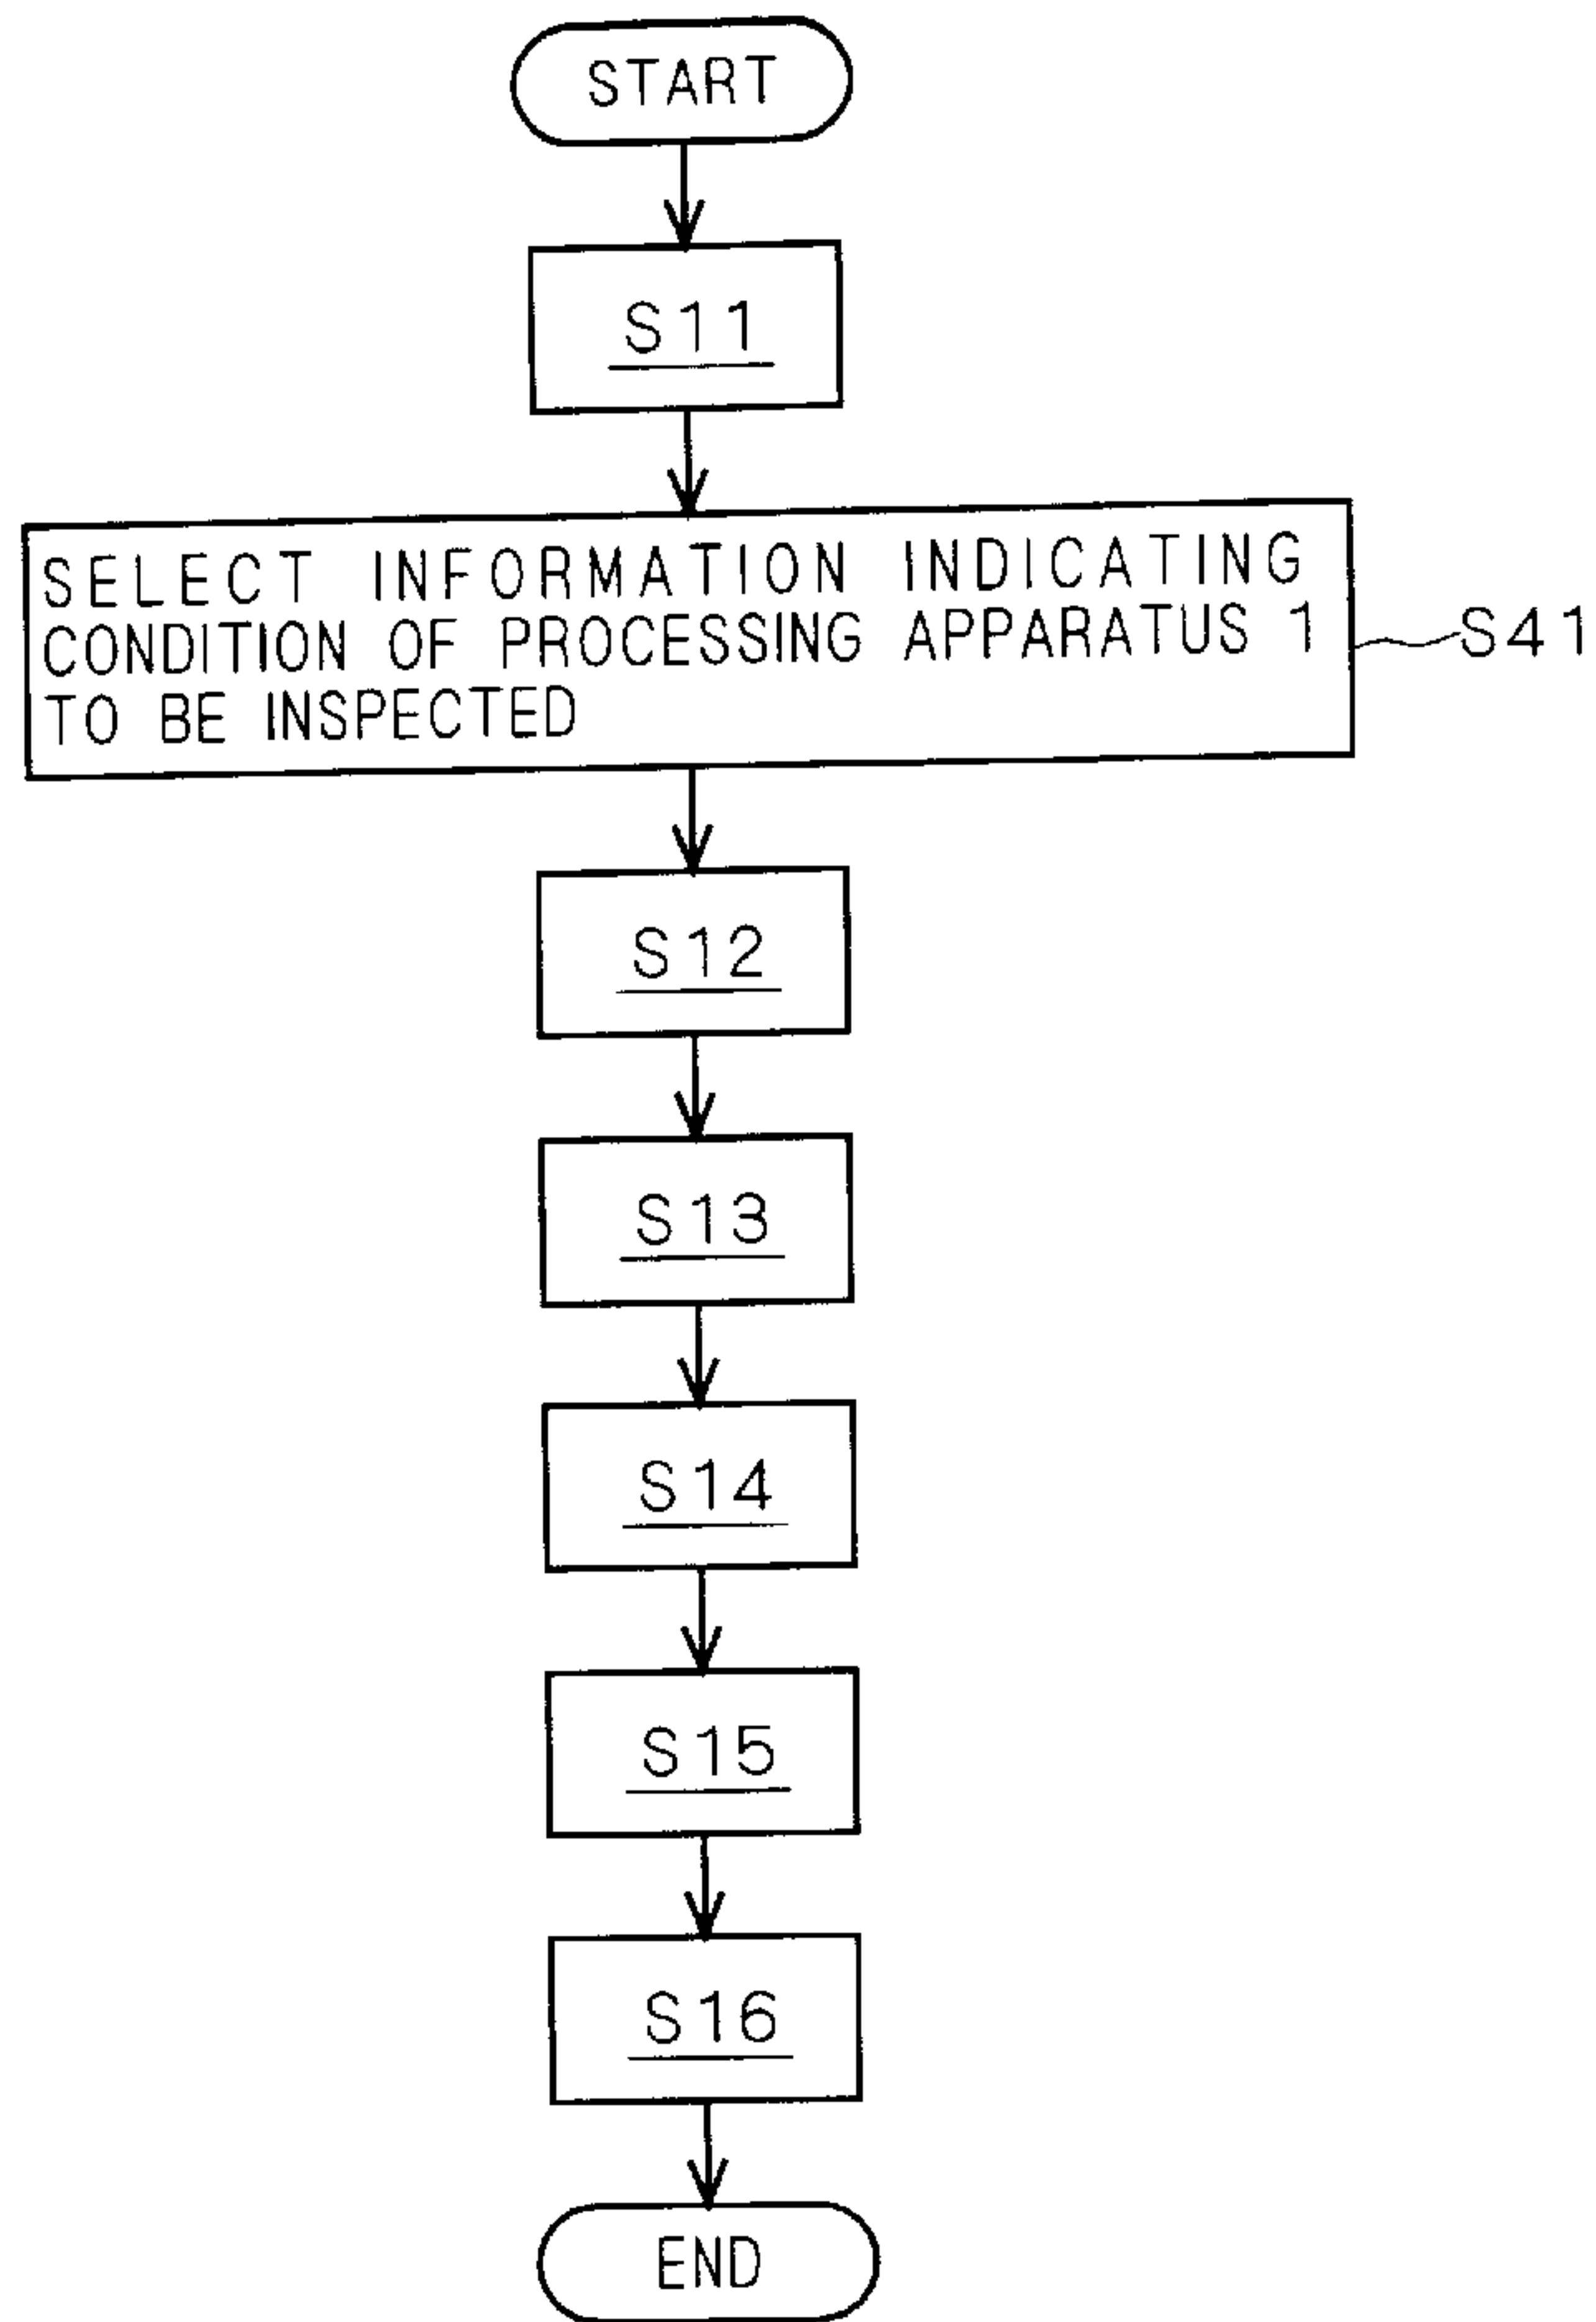 START
S11
SELECT INFORMATION INDICATING
CONDITION OF PROCESSING APPARATUS 1
TO BE INSPECTED
S41
S12
S13
S14
S15
S16
END